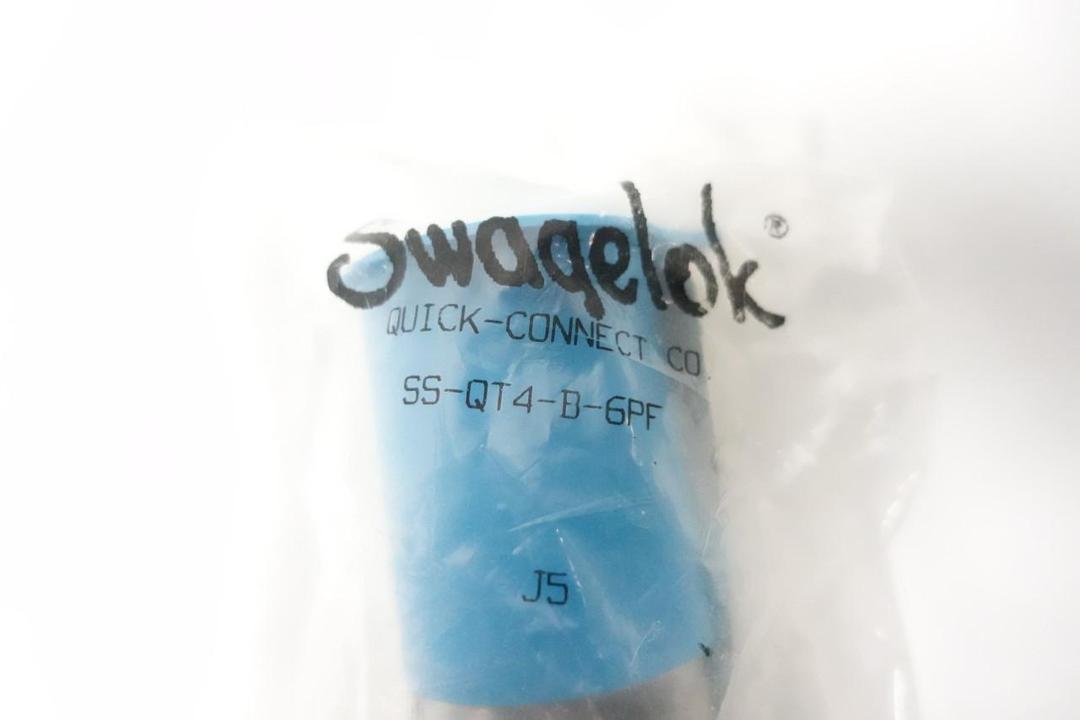 Swagelok®
QUICK-CONNECT CO.
SS-QT4-B-6PF
J5